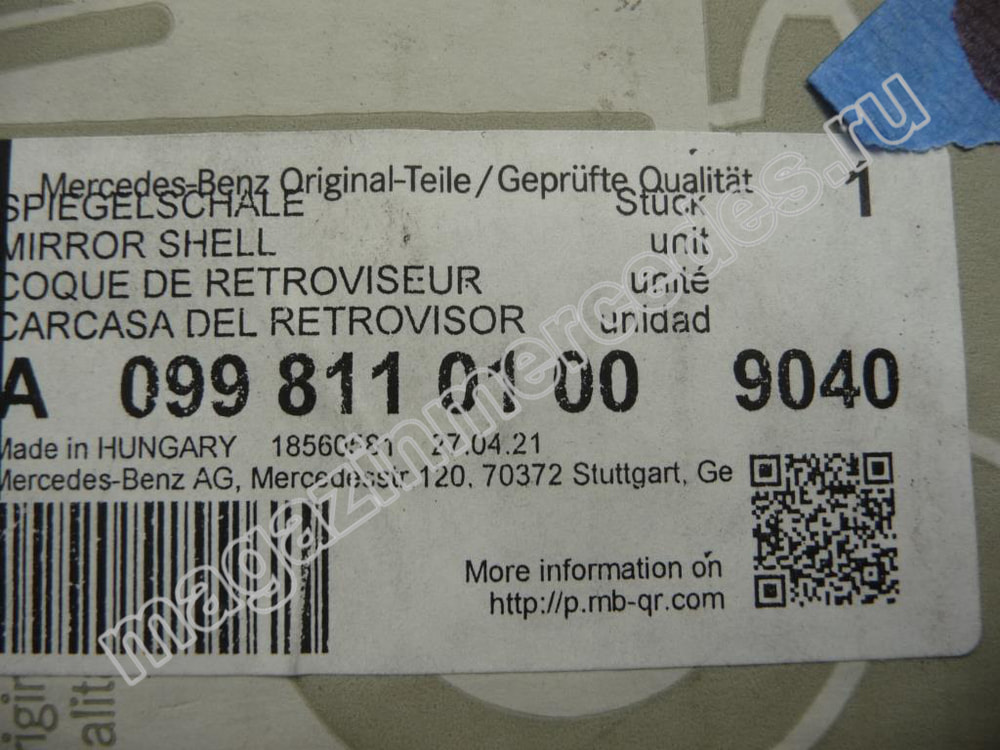 Mercedes-Benz Original-Teile/Geprüfte Qualität
SPIEGELSCHALE Stück 1
MIRROR SHELL unit
COQUE DE RETROVISEUR unité
CARCASA DEL RETROVISOR unidad
A 099 811 01 00 9040
Made in HUNGARY 27.04.21
Mercedes-Benz AG, Mercedesstr 120, 70372 Stuttgart, Ge
More information on
http://p.mb-qr.com
magazinmercedes.ru